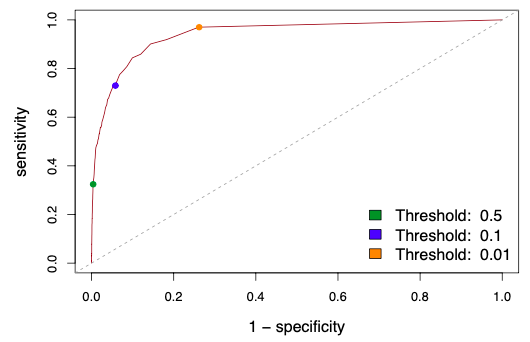 1.0
0.8
0.6
0.4
0.2
0.0
sensitivity
Threshold: 0.5
Threshold: 0.1
Threshold: 0.01
0.0 0.2 0.4 0.6 0.8 1.0
1 − specificity